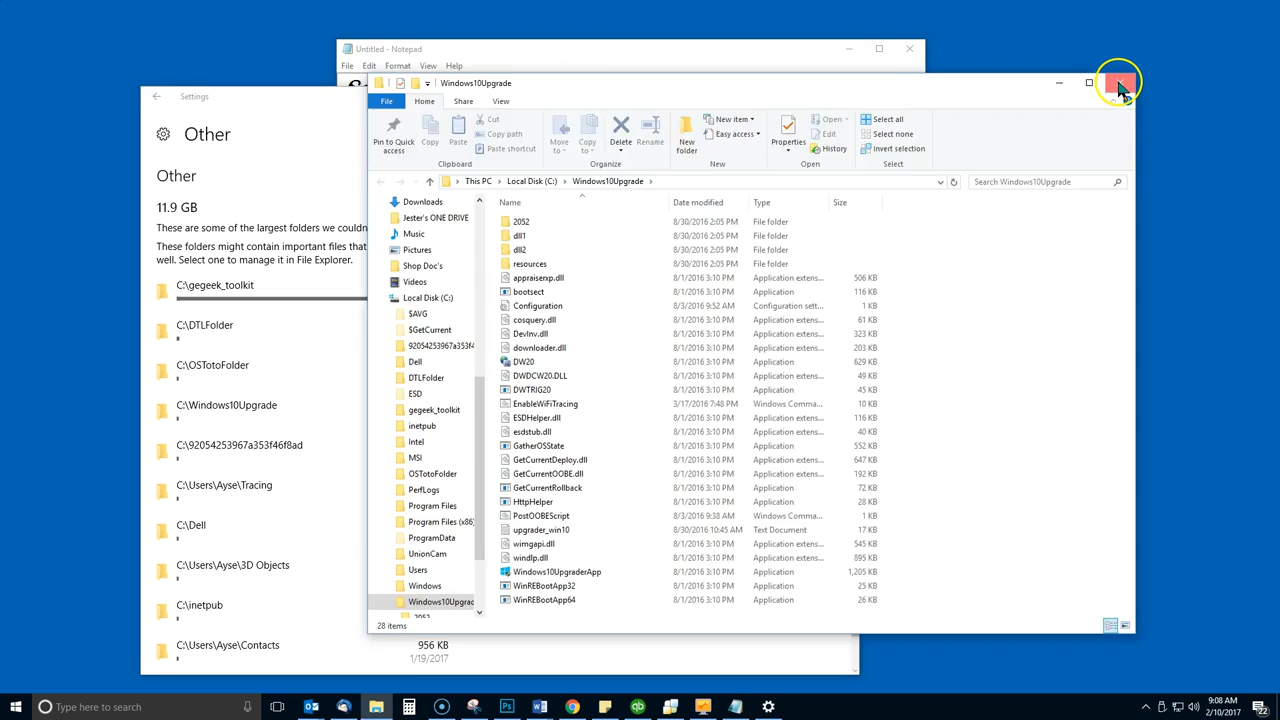 Untitled - Notepad
File Edit Format View Help
Windows10Upgrade
File Home Share View
Pin to Quick access
Copy
Paste
Cut
Copy path
Paste shortcut
Clipboard
Move to
Copy to
Delete
Rename
Organize
New folder
New item
Easy access
New
Properties
Open
Edit
History
Open
Select all
Select none
Invert selection
Select
This PC > Local Disk (C:) > Windows10Upgrade >
Search Windows10Upgrade
Settings
Other
Other
11.9 GB
These are some of the largest folders we couldn
These folders might contain important files that
well. Select one to manage it in File Explorer.
C:\gegeek_toolkit
C:\DTLFolder
C:\OSTotoFolder
C:\Windows10Upgrade
C:\92054253967a353f46f8ad
C:\Users\Ayse\Tracing
C:\Dell
C:\Users\Ayse\3D Objects
C:\inetpub
C:\Users\Ayse\Contacts
956 KB
1/19/2017
Downloads
Jester's ONE DRIVE
Music
Pictures
Shop Doc's
Videos
Local Disk (C:)
$AVG
$GetCurrent
92054253967a353f4
Dell
DTLFolder
ESD
gegeek_toolkit
inetpub
Intel
MSI
OSTotoFolder
PerfLogs
Program Files
Program Files (x86)
ProgramData
UnionCam
Users
Windows
Windows10Upgrad
2052
Name Date modified Type Size
2052 8/30/2016 2:05 PM File folder
dll1 8/30/2016 2:05 PM File folder
dll2 8/30/2016 2:05 PM File folder
resources 8/30/2016 2:05 PM File folder
appraiserxp.dll 8/1/2016 3:10 PM Application extens... 506 KB
bootsect 8/1/2016 3:10 PM Application 116 KB
Configuration 8/3/2016 9:52 AM Configuration sett... 1 KB
cosquery.dll 8/1/2016 3:10 PM Application extens... 61 KB
DevInv.dll 8/1/2016 3:10 PM Application extens... 323 KB
downloader.dll 8/1/2016 3:10 PM Application extens... 203 KB
DW20 8/1/2016 3:10 PM Application 629 KB
DWDCW20.DLL 8/1/2016 3:10 PM Application extens... 49 KB
DWTRIG20 8/1/2016 3:10 PM Application 45 KB
EnableWiFiTracing 3/17/2016 7:48 PM Windows Comma... 10 KB
ESDHelper.dll 8/1/2016 3:10 PM Application extens... 116 KB
esdstub.dll 8/1/2016 3:10 PM Application extens... 40 KB
GatherOSState 8/1/2016 3:10 PM Application 552 KB
GetCurrentDeploy.dll 8/1/2016 3:10 PM Application extens... 647 KB
GetCurrentOOBE.dll 8/1/2016 3:10 PM Application extens... 192 KB
GetCurrentRollback 8/1/2016 3:10 PM Application 72 KB
HttpHelper 8/1/2016 3:10 PM Application 28 KB
PostOOBEScript 8/3/2016 9:38 AM Windows Comma... 1 KB
upgrader_win10 8/30/2016 10:45 AM Text Document 17 KB
wimgapi.dll 8/1/2016 3:10 PM Application extens... 545 KB
windlp.dll 8/1/2016 3:10 PM Application extens... 895 KB
Windows10UpgraderApp 8/1/2016 3:10 PM Application 1,205 KB
WinREBootApp32 8/1/2016 3:10 PM Application 25 KB
WinREBootApp64 8/1/2016 3:10 PM Application 26 KB
28 items
Type here to search
9:08 AM
2/10/2017
22